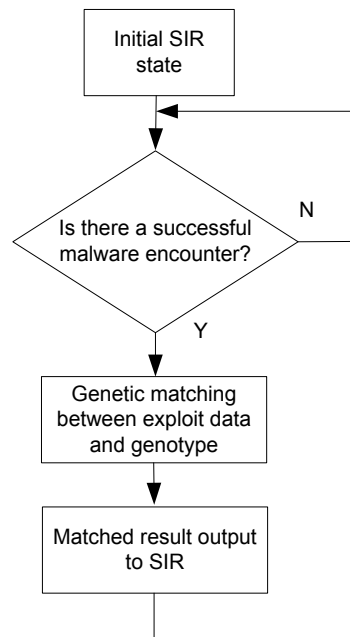 Initial SIR
state
Is there a successful
malware encounter?
N
Y
Genetic matching
between exploit data
and genotype
Matched result output
to SIR